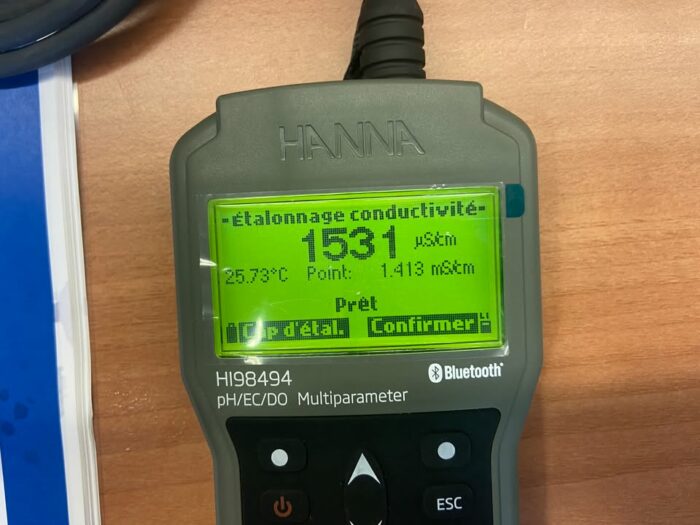 HANNA
-Étalonnage conductivité-
1531 µS/cm
25.73°C Point: 1.413 mS/cm
Prêt
d'étal. Confirmer
HI98494 Bluetooth
pH/EC/DO Multiparameter
ESC